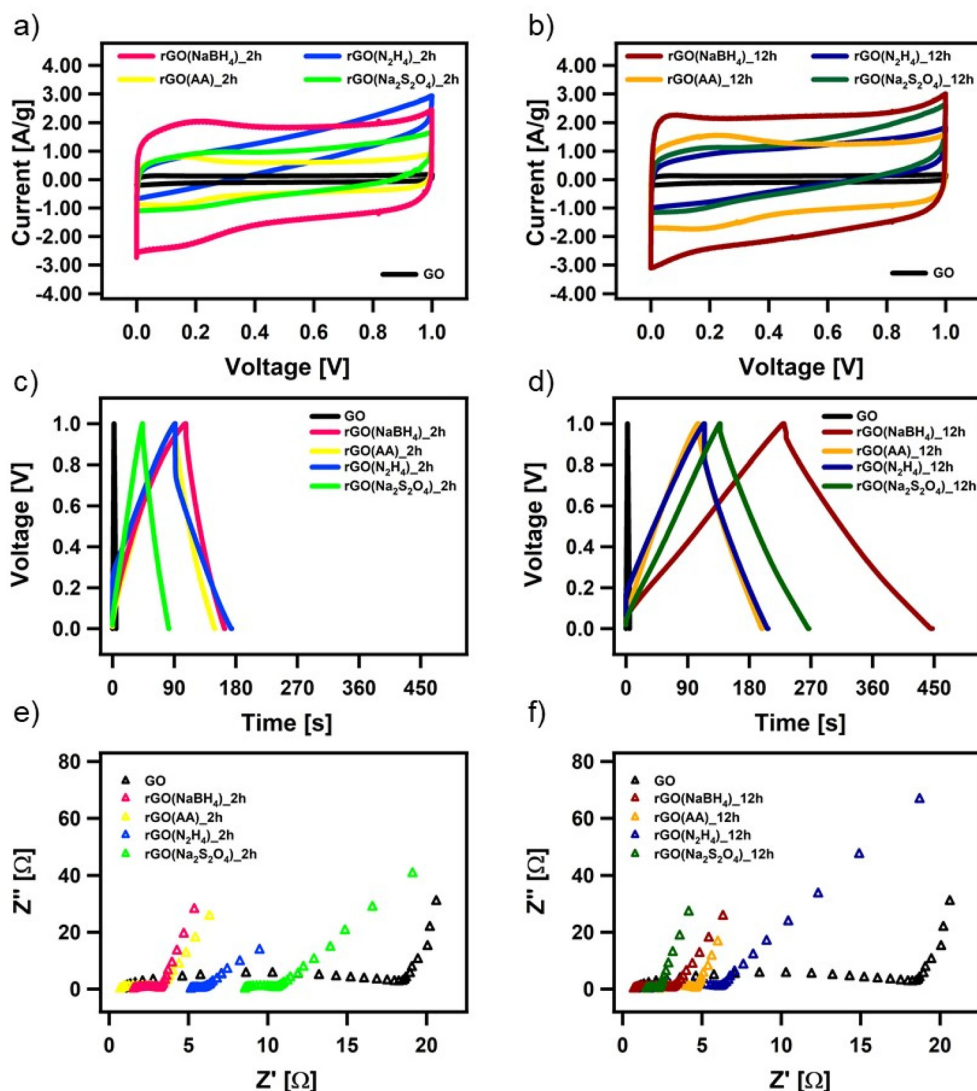 a)
rGO(NaBH₄)_2h rGO(N₂H₄)_2h
rGO(AA)_2h rGO(Na₂S₂O₄)_2h
4.00
3.00
2.00
1.00
0.00
-1.00
-2.00
-3.00
-4.00
Current [A/g]
GO
0.0 0.2 0.4 0.6 0.8 1.0
Voltage [V]
b)
rGO(NaBH₄)_12h rGO(N₂H₄)_12h
rGO(AA)_12h rGO(Na₂S₂O₄)_12h
4.00
3.00
2.00
1.00
0.00
-1.00
-2.00
-3.00
-4.00
Current [A/g]
GO
0.0 0.2 0.4 0.6 0.8 1.0
Voltage [V]
c)
1.0
0.8
0.6
0.4
0.2
0.0
Voltage [V]
GO
rGO(NaBH₄)_2h
rGO(AA)_2h
rGO(N₂H₄)_2h
rGO(Na₂S₂O₄)_2h
0 90 180 270 360 450
Time [s]
d)
1.0
0.8
0.6
0.4
0.2
0.0
Voltage [V]
GO
rGO(NaBH₄)_12h
rGO(AA)_12h
rGO(N₂H₄)_12h
rGO(Na₂S₂O₄)_12h
0 90 180 270 360 450
Time [s]
e)
80
60
40
20
0
Z'' [Ω]
GO
rGO(NaBH₄)_2h
rGO(AA)_2h
rGO(N₂H₄)_2h
rGO(Na₂S₂O₄)_2h
0 5 10 15 20
Z' [Ω]
f)
80
60
40
20
0
Z'' [Ω]
GO
rGO(NaBH₄)_12h
rGO(AA)_12h
rGO(N₂H₄)_12h
rGO(Na₂S₂O₄)_12h
0 5 10 15 20
Z' [Ω]